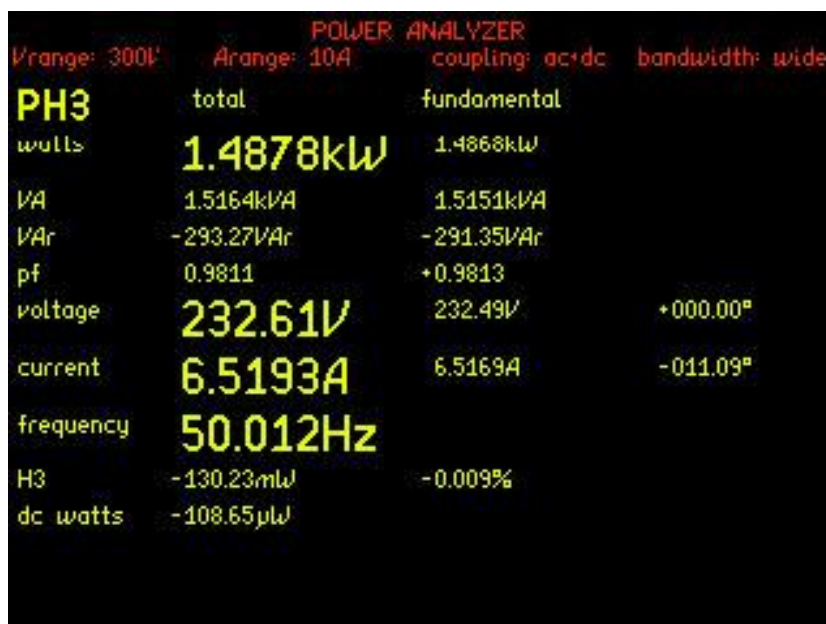 POWER ANALYZER
Vrange: 300V Arange: 10A coupling: ac+dc bandwidth: wide
PH3 total fundamental
watts 1.4878kW 1.4868kW
VA 1.5164kVA 1.5151kVA
VAr -293.27VAr -291.35VAr
pf 0.9811 +0.9813
voltage 232.61V 232.49V +000.00°
current 6.5193A 6.5169A -011.09°
frequency 50.012Hz
H3 -130.23mW -0.009%
dc watts -108.65µW